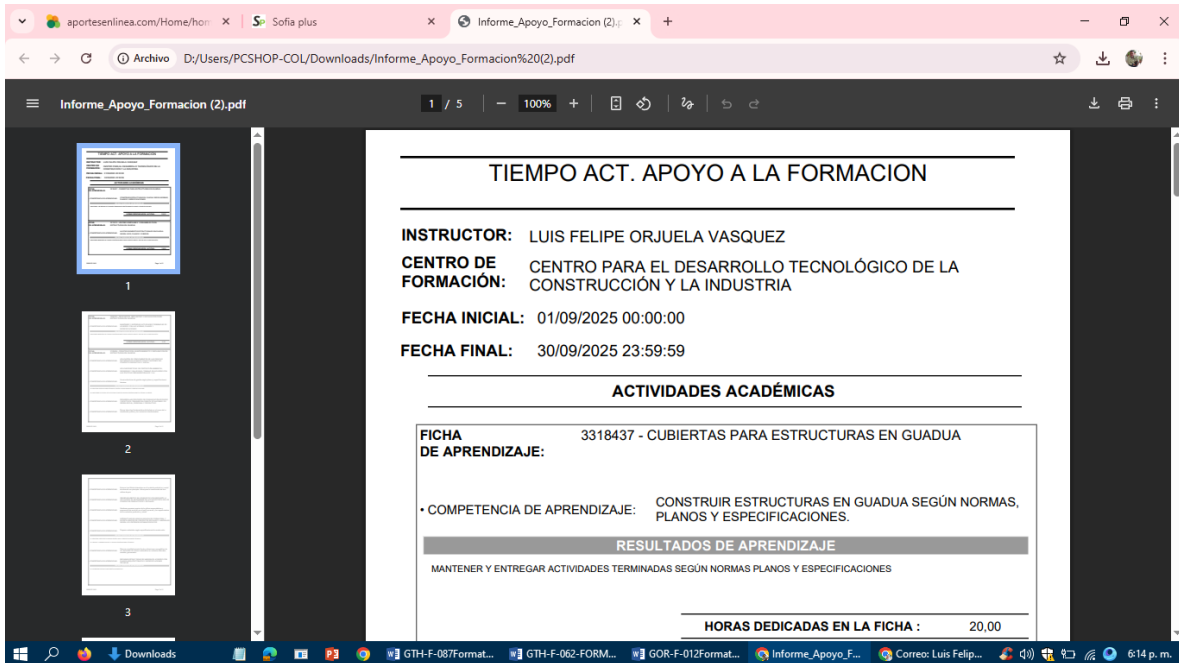 aportesenlinea.com/Home/hom
Sofia plus
Informe_Apoyo_Formacion (2).p
Archivo
D:/Users/PCSHOP-COL/Downloads/Informe_Apoyo_Formacion%20(2).pdf
Informe_Apoyo_Formacion (2).pdf
1 / 5
100%
TIEMPO ACT. APOYO A LA FORMACION
INSTRUCTOR: LUIS FELIPE ORJUELA VASQUEZ
CENTRO DE FORMACIÓN: CENTRO PARA EL DESARROLLO TECNOLÓGICO DE LA
CONSTRUCCIÓN Y LA INDUSTRIA
FECHA INICIAL: 01/09/2025 00:00:00
FECHA FINAL: 30/09/2025 23:59:59
ACTIVIDADES ACADÉMICAS
FICHA DE APRENDIZAJE: 3318437 - CUBIERTAS PARA ESTRUCTURAS EN GUADUA
• COMPETENCIA DE APRENDIZAJE: CONSTRUIR ESTRUCTURAS EN GUADUA SEGÚN NORMAS,
PLANOS Y ESPECIFICACIONES.
RESULTADOS DE APRENDIZAJE
MANTENER Y ENTREGAR ACTIVIDADES TERMINADAS SEGÚN NORMAS PLANOS Y ESPECIFICACIONES
HORAS DEDICADAS EN LA FICHA : 20,00
1
2
3
Downloads
GTH-F-087Format...
GTH-F-062-FORM...
GOR-F-012Format...
Informe_Apoyo_F...
Correo: Luis Felip...
6:14 p. m.